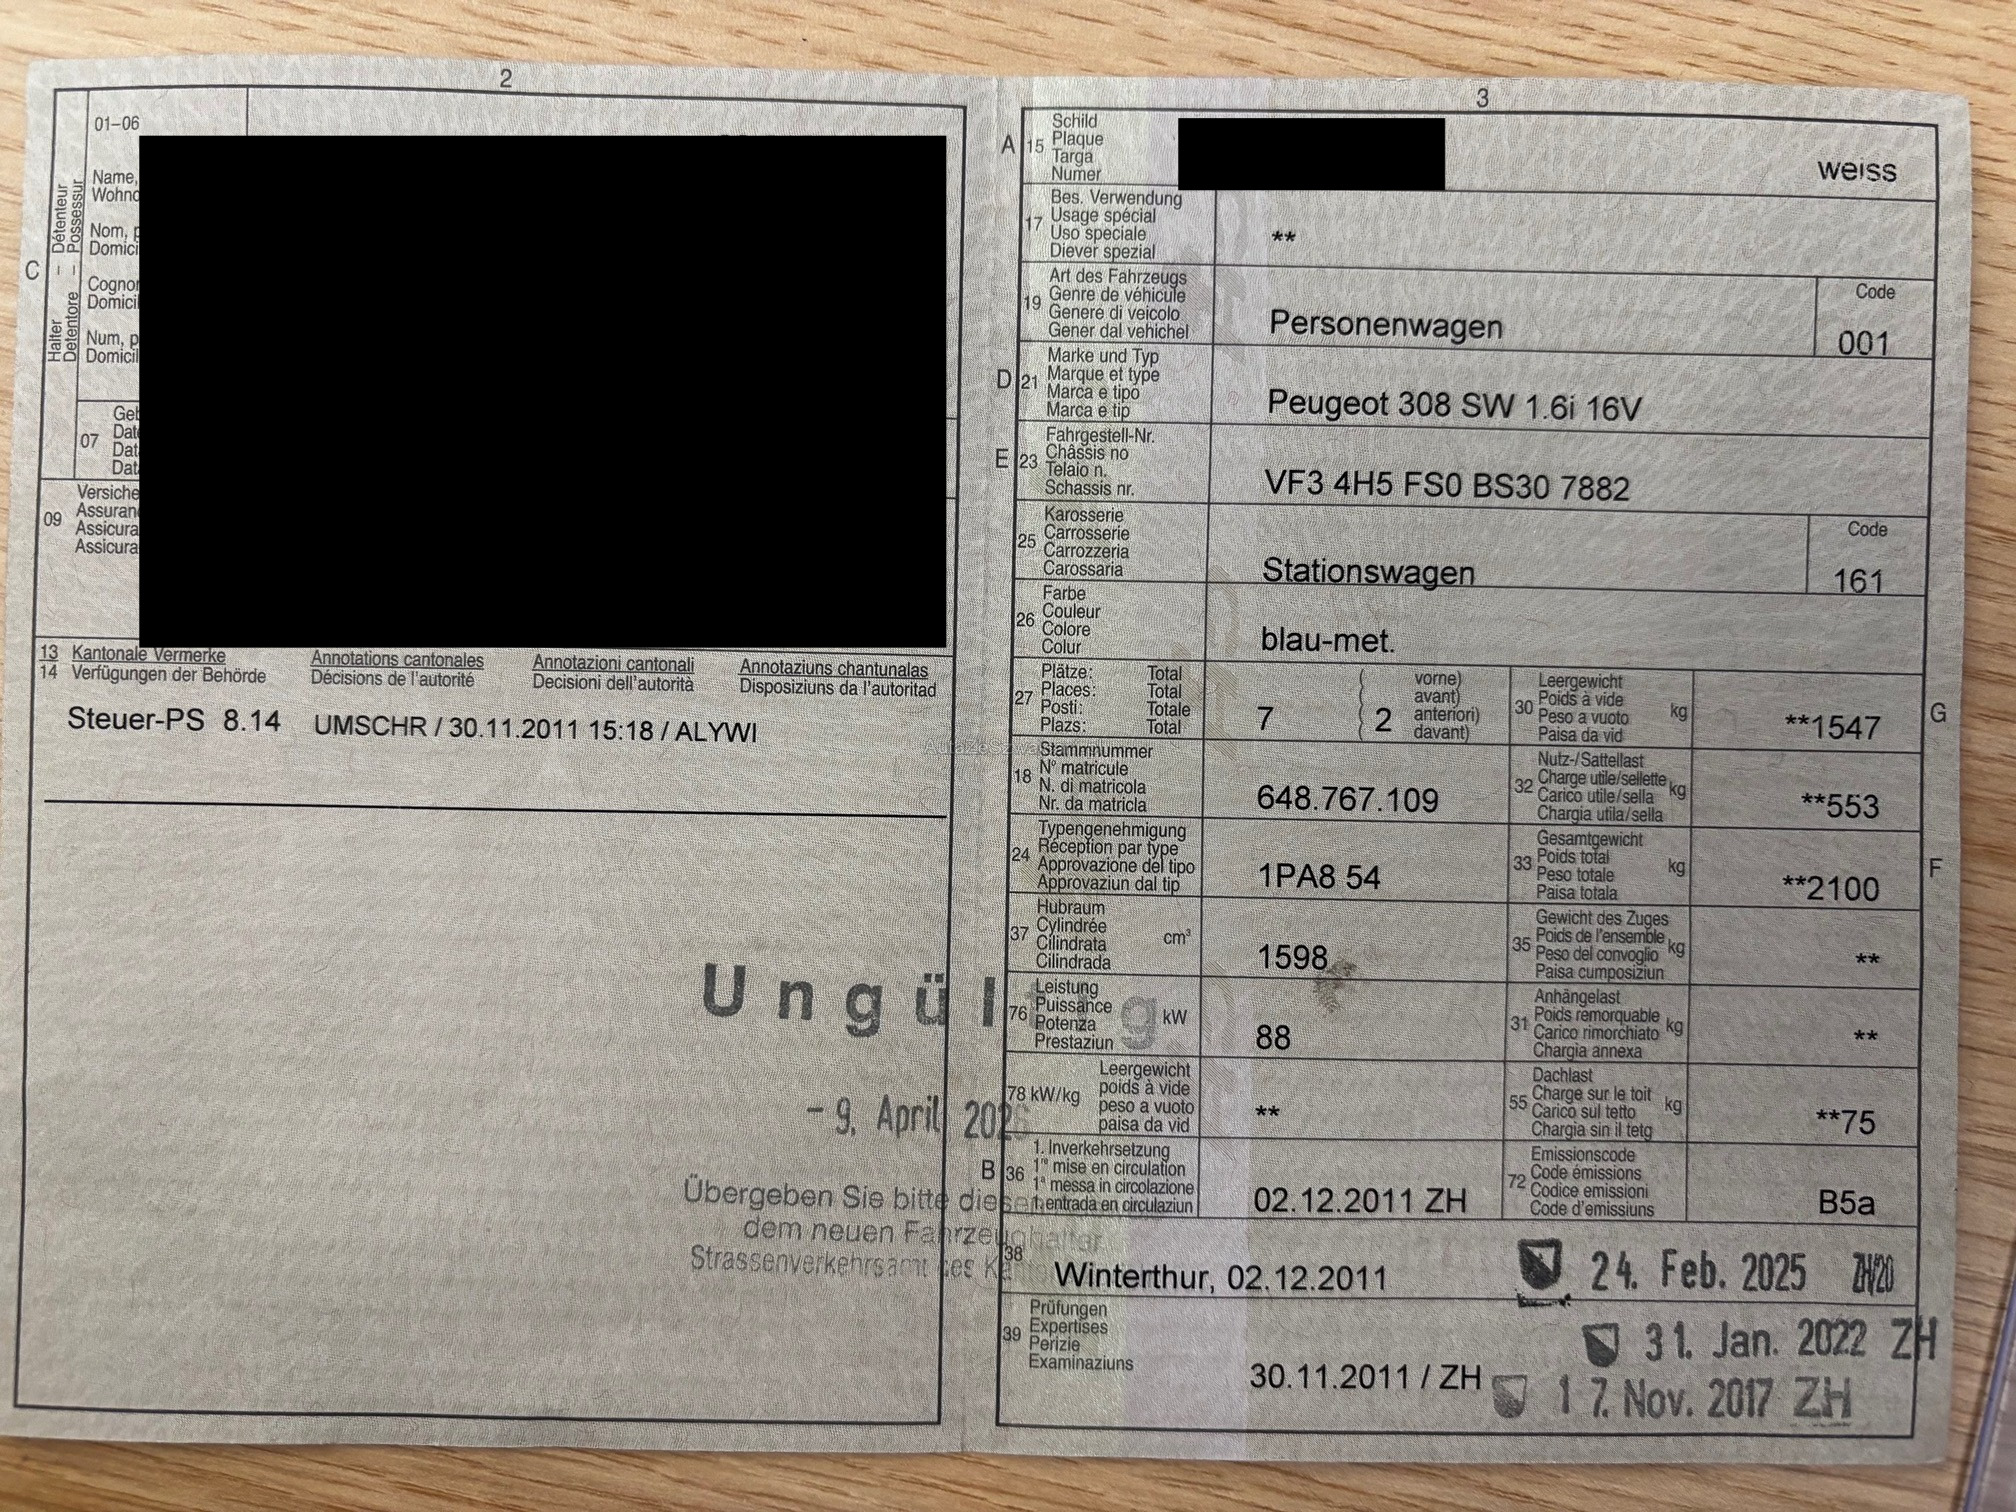 2
01–06
Name,
Wohno
Nom, p
Domici
Cognor
Domicil
Num, p
Domicil
C
Halter – Détenteur
Detentore – Possessur
07
Geb
Date
Dat
Dat
09
Versiche
Assuran
Assicura
Assicura
13 Kantonale Vermerke Annotations cantonales Annotazioni cantonali Annotaziuns chantunalas
14 Verfügungen der Behörde Décisions de l'autorité Decisioni dell'autorità Disposiziuns da l'autoritad
Steuer-PS 8.14 UMSCHR / 30.11.2011 15:18 / ALYWI
Ungültig
- 9. April 202
Übergeben Sie bitte diesen
dem neuen Fahrzeughalter
Strassenverkehrsamt des
3
A 15
Schild
Plaque
Targa
Numer
weiss
17
Bes. Verwendung
Usage spécial
Uso speciale
Diever spezial
**
19
Art des Fahrzeugs
Genre de véhicule
Genere di veicolo
Gener dal vehichel
Personenwagen
Code
001
D 21
Marke und Typ
Marque et type
Marca e tipo
Marca e tip
Peugeot 308 SW 1.6i 16V
E 23
Fahrgestell-Nr.
Châssis no
Telaio n.
Schassis nr.
VF3 4H5 FS0 BS30 7882
25
Karosserie
Carrosserie
Carrozzeria
Carossaria
Stationswagen
Code
161
26
Farbe
Couleur
Colore
Colur
blau-met.
27
Plätze: Total
Places: Total
Posti: Totale
Plazs: Total
7
( vorne)
avant)
( anteriori)
( davant)
2
30
Leergewicht
Poids à vide
Peso a vuoto
Paisa da vid
kg
**1547
G
18
Stammnummer
N° matricule
N. di matricola
Nr. da matricla
648.767.109
32
Nutz-/Sattellast
Charge utile/sellette
Carico utile/sella
Chargia utila/sella
kg
**553
24
Typengenehmigung
Réception par type
Approvazione del tipo
Approvaziun dal tip
1PA8 54
33
Gesamtgewicht
Poids total
Peso totale
Paisa totala
kg
**2100
F
37
Hubraum
Cylindrée
Cilindrata
Cilindrada
cm³
1598
35
Gewicht des Zuges
Poids de l'ensemble
Peso del convoglio
Paisa cumposiziun
kg
**
76
Leistung
Puissance
Potenza
Prestaziun
kW
88
31
Anhängelast
Poids remorquable
Carico rimorchiato
Chargia annexa
kg
**
78 kW/kg
Leergewicht
poids à vide
peso a vuoto
paisa da vid
**
55
Dachlast
Charge sur le toit
Carico sul tetto
Chargia sin il tetg
kg
**75
B 36
1. Inverkehrsetzung
1re mise en circulation
1a messa in circolazione
1. entrada en circulaziun
02.12.2011 ZH
72
Emissionscode
Code émissions
Codice emissioni
Code d'emissiuns
B5a
38
Winterthur, 02.12.2011
24. Feb. 2025 ZH/20
39
Prüfungen
Expertises
Perizie
Examinaziuns
31. Jan. 2022 ZH
30.11.2011 / ZH
17. Nov. 2017 ZH